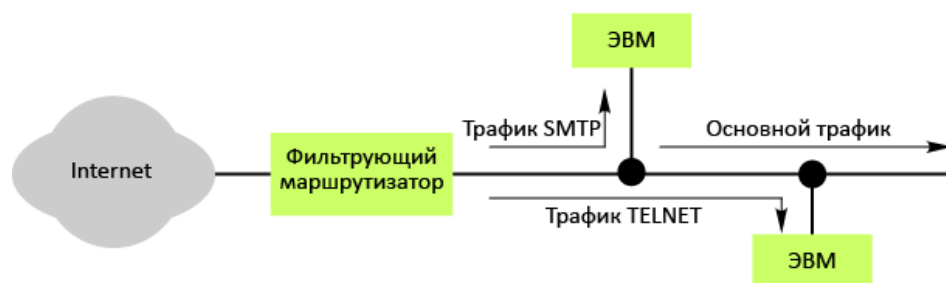 ЭВМ
Трафик SMTP
Основной трафик
Internet
Фильтрующий
маршрутизатор
Трафик TELNET
ЭВМ